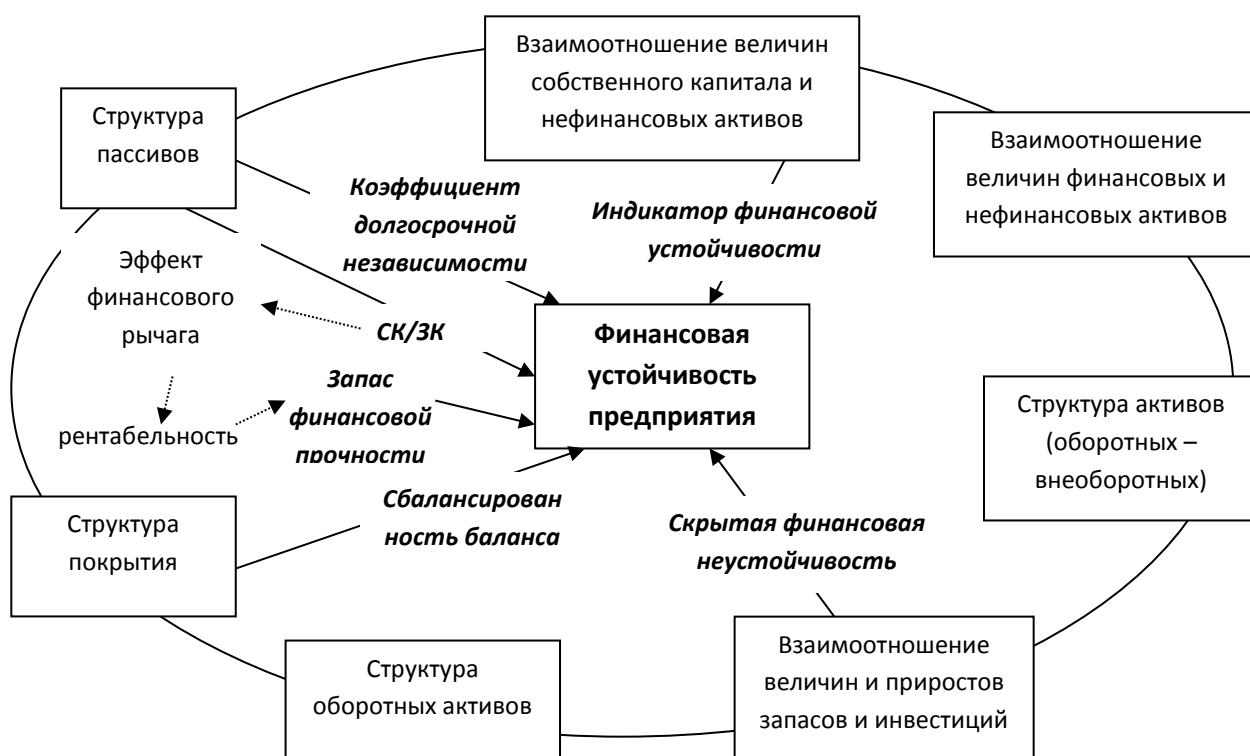 Взаимоотношение величин
собственного капитала и
нефинансовых активов
Структура
пассивов
Взаимоотношение
величин финансовых и
нефинансовых активов
Коэффициент
долгосрочной
независимости
Индикатор финансовой
устойчивости
Эффект
финансового
рычага
СК/ЗК
Финансовая
устойчивость
предприятия
Запас
финансовой
прочности
рентабельность
Структура активов
(оборотных –
внеоборотных)
Структура
покрытия
Сбалансирован
ность баланса
Скрытая финансовая
неустойчивость
Структура
оборотных активов
Взаимоотношение
величин и приростов
запасов и инвестиций